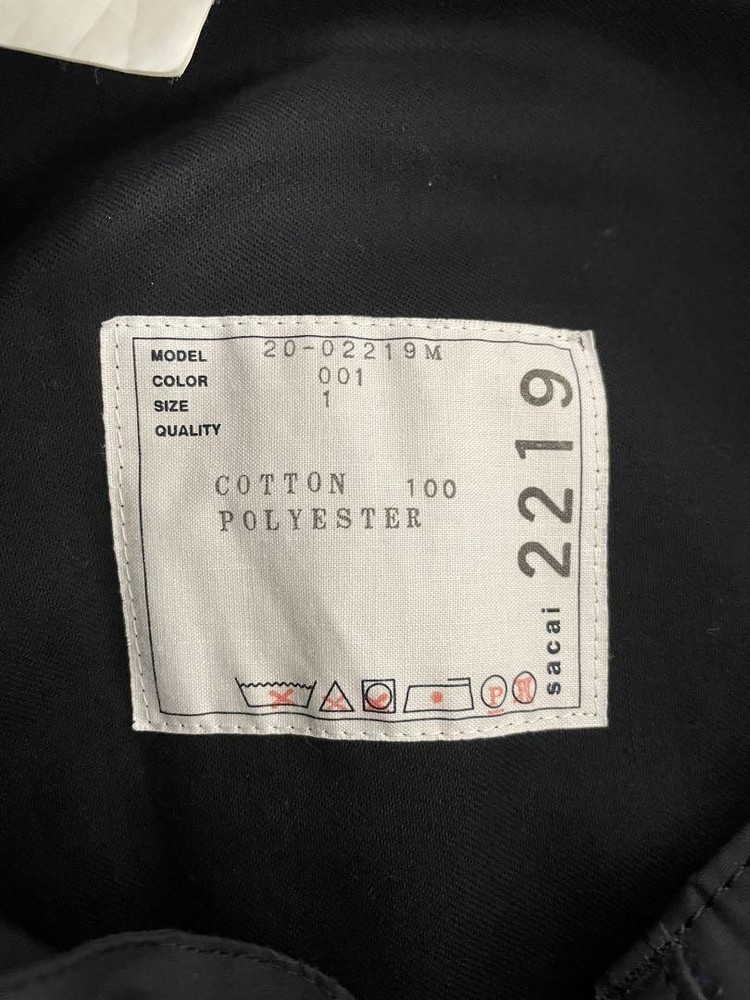 MODEL 20-02219M
COLOR 001
SIZE 1
QUALITY
COTTON 100
POLYESTER
P
W
sacai 2219